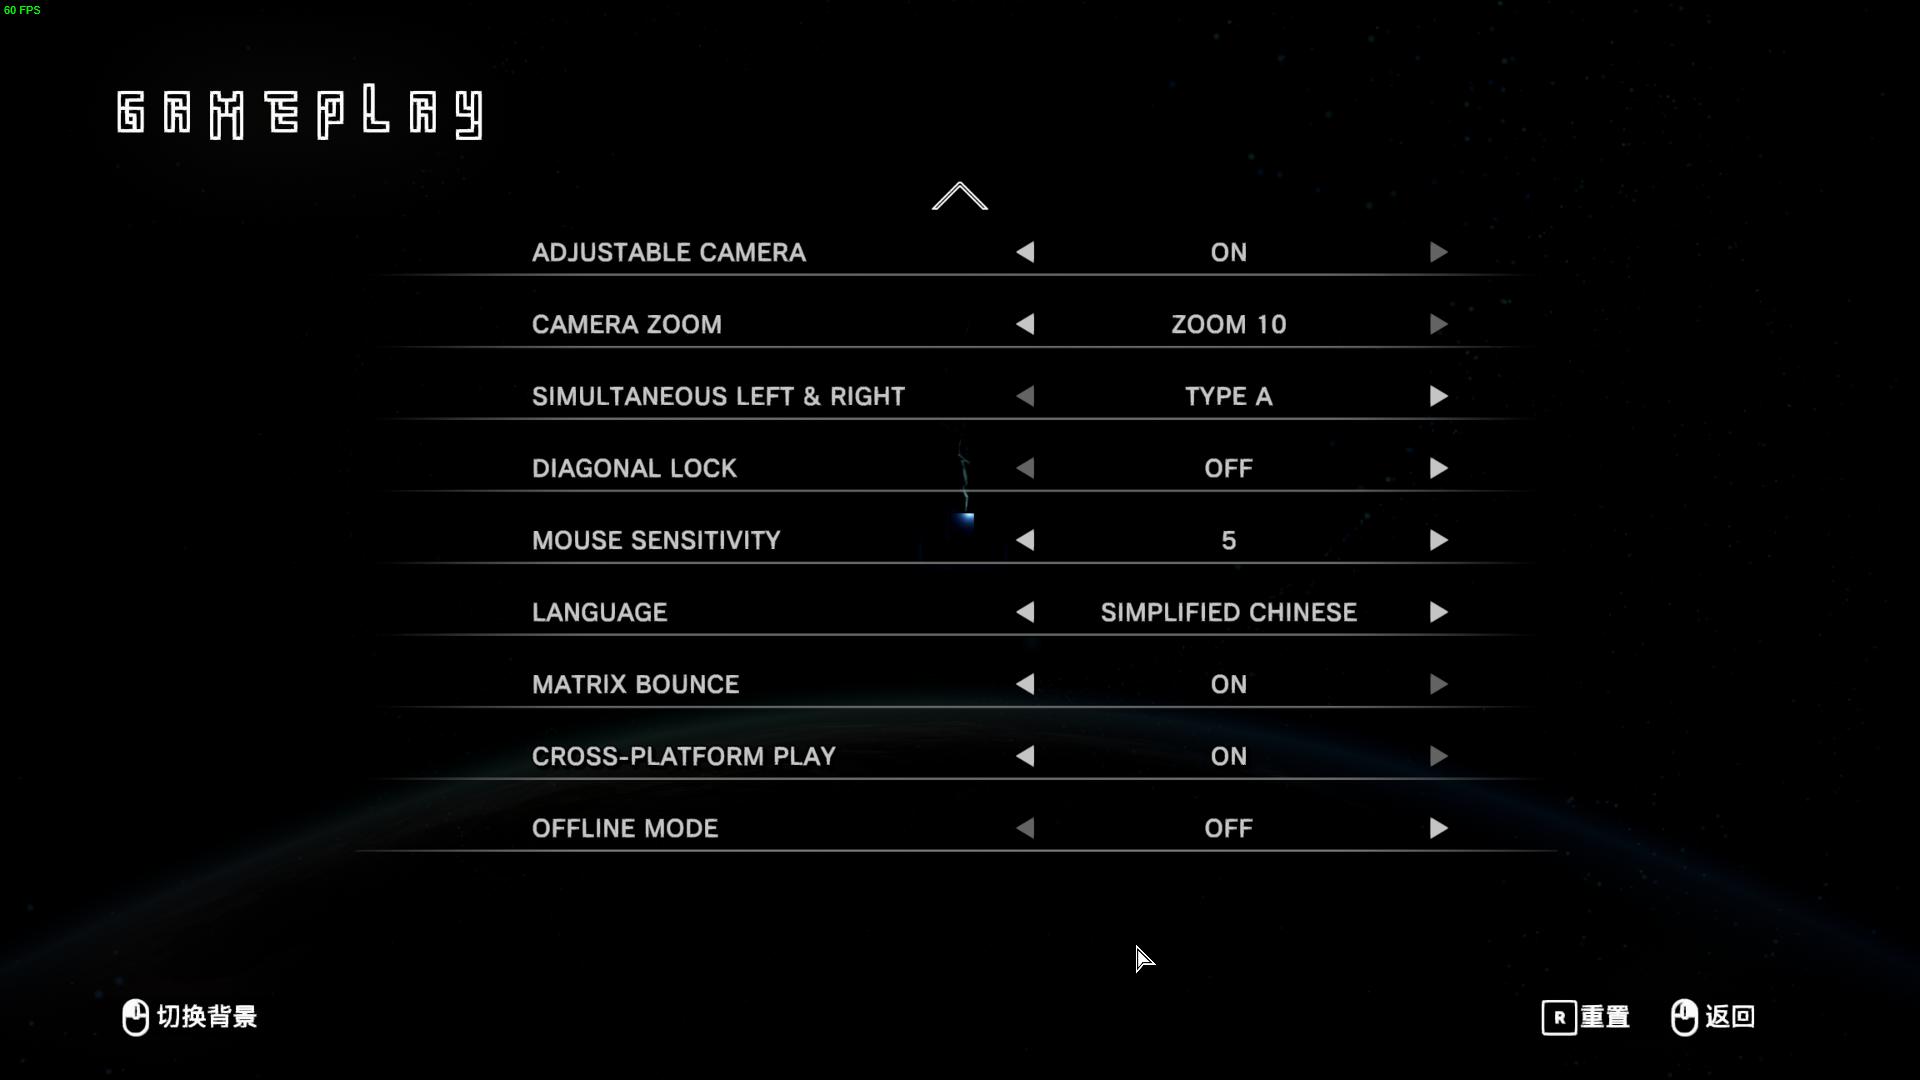 60 FPS
GAMEPLAY
ADJUSTABLE CAMERA ON
CAMERA ZOOM ZOOM 10
SIMULTANEOUS LEFT & RIGHT TYPE A
DIAGONAL LOCK OFF
MOUSE SENSITIVITY 5
LANGUAGE SIMPLIFIED CHINESE
MATRIX BOUNCE ON
CROSS-PLATFORM PLAY ON
OFFLINE MODE OFF
切换背景 R 重置 返回